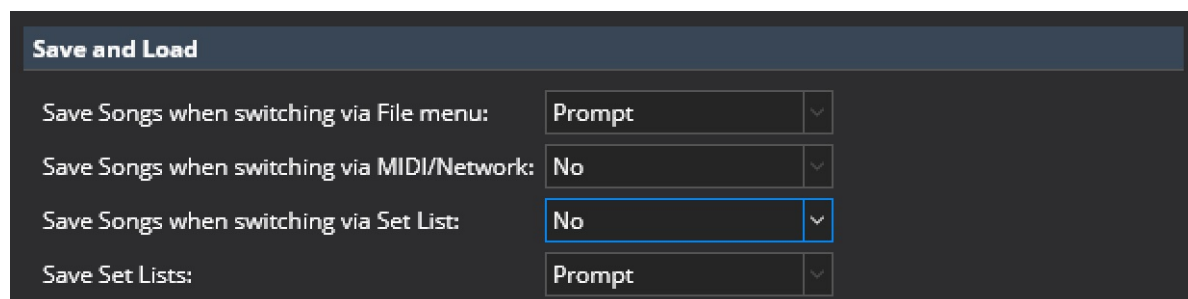 Save and Load
Save Songs when switching via File menu: Prompt
Save Songs when switching via MIDI/Network: No
Save Songs when switching via Set List: No
Save Set Lists: Prompt